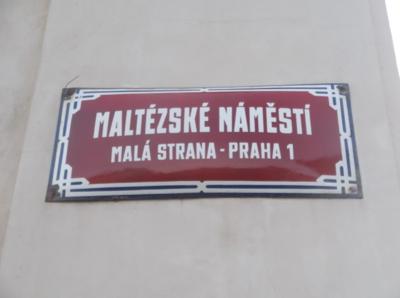 MALTÉZSKÉ NÁMĚSTÍ
MALÁ STRANA - PRAHA 1